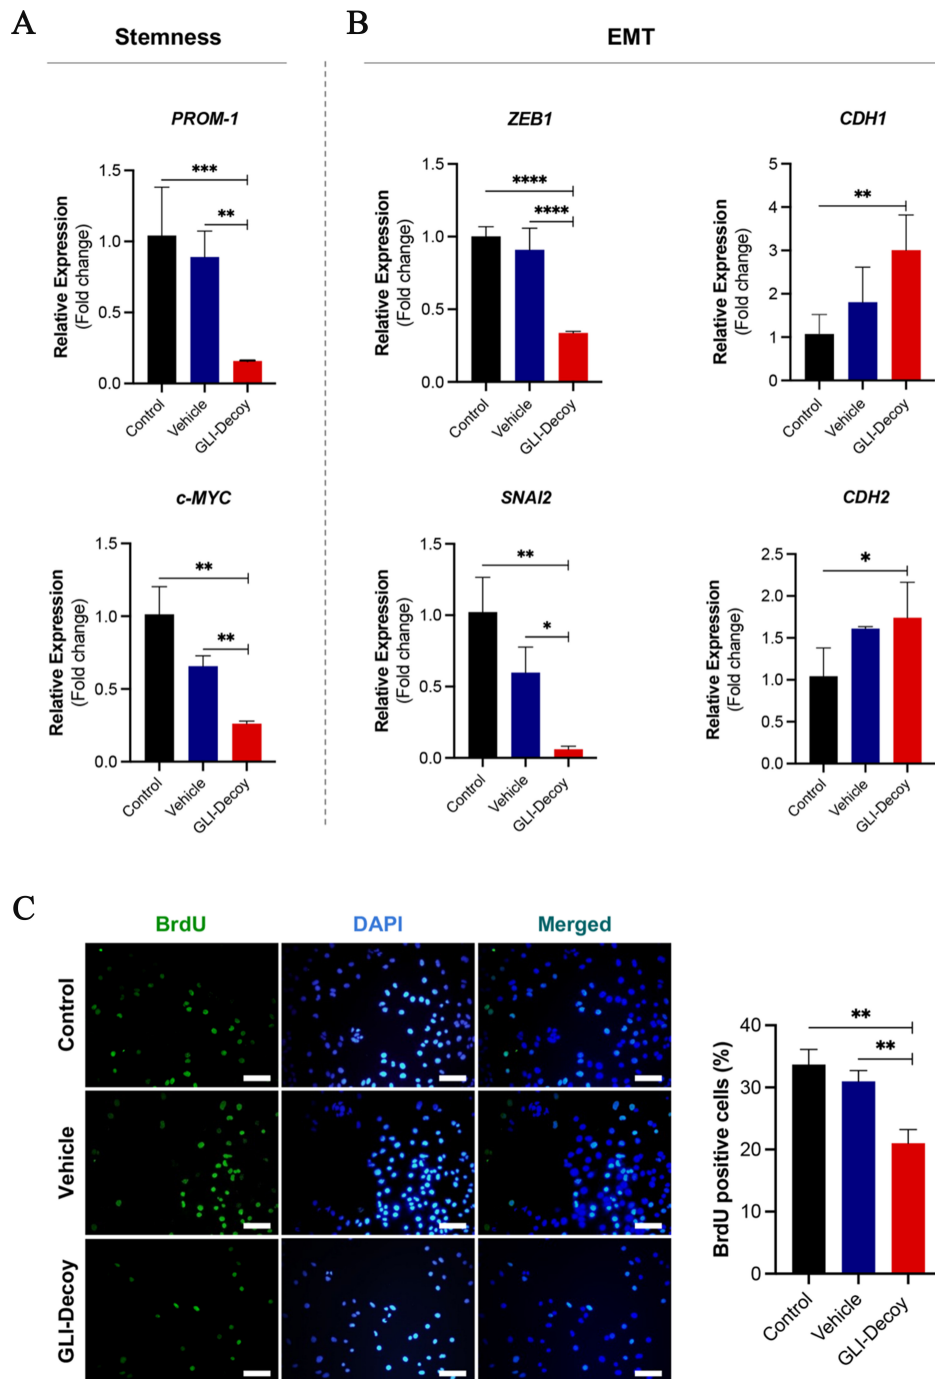 A
Stemness
PROM-1
Relative Expression
(Fold change)
1.5
1.0
0.5
0.0
***
**
Control
Vehicle
GLI-Decoy
c-MYC
Relative Expression
(Fold change)
1.5
1.0
0.5
0.0
**
**
Control
Vehicle
GLI-Decoy
B
EMT
ZEB1
Relative Expression
(Fold change)
1.5
1.0
0.5
0.0
****
****
Control
Vehicle
GLI-Decoy
CDH1
Relative Expression
(Fold change)
5
4
3
2
1
0
**
Control
Vehicle
GLI-Decoy
SNAI2
Relative Expression
(Fold change)
1.5
1.0
0.5
0.0
**
*
Control
Vehicle
GLI-Decoy
CDH2
Relative Expression
(Fold change)
2.5
2.0
1.5
1.0
0.5
0.0
*
Control
Vehicle
GLI-Decoy
C
BrdU DAPI Merged
Control
Vehicle
GLI-Decoy
BrdU positive cells (%)
40
30
20
10
0
**
**
Control
Vehicle
GLI-Decoy